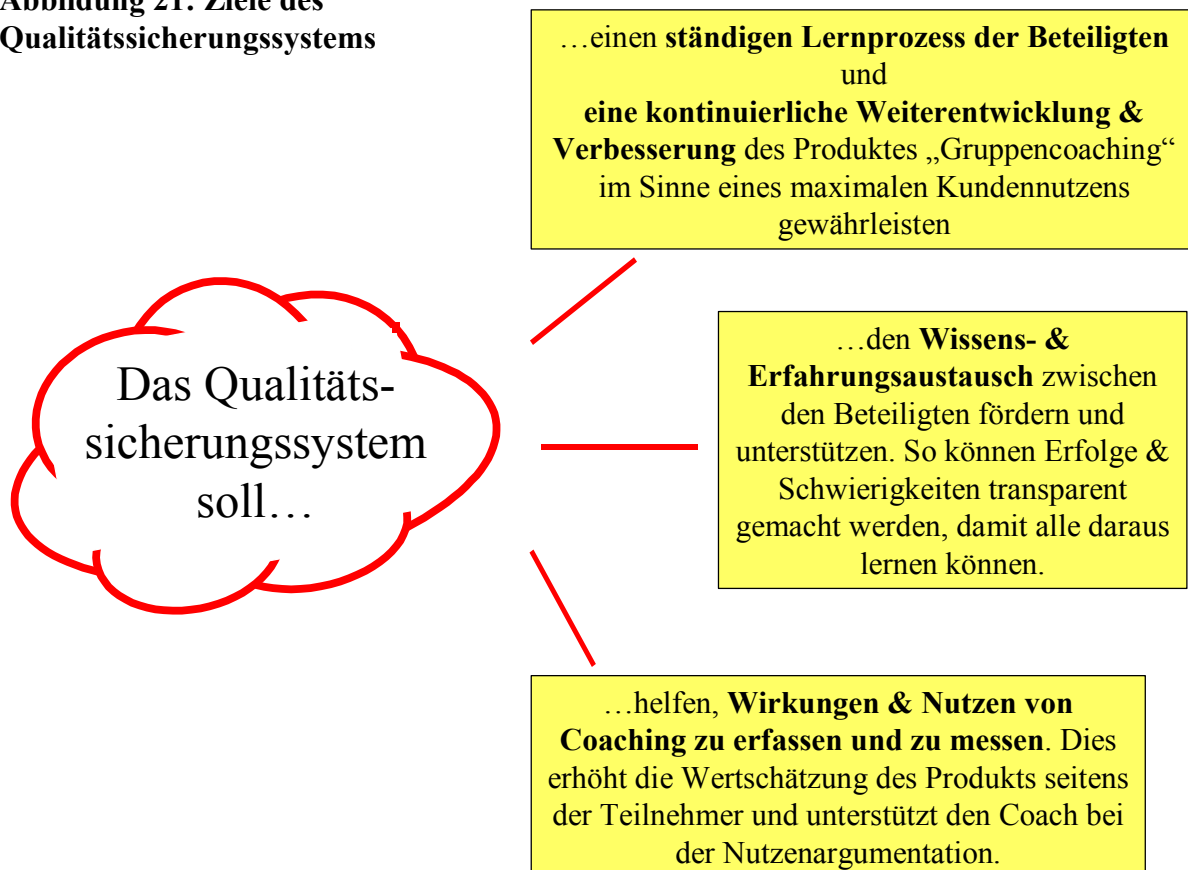 Abbildung 21: Ziele des
Qualitätssicherungssystems
…einen ständigen Lernprozess der Beteiligten
und
eine kontinuierliche Weiterentwicklung &
Verbesserung des Produktes „Gruppencoaching“
im Sinne eines maximalen Kundennutzens
gewährleisten
Das Qualitäts-
sicherungssystem
soll…
…den Wissens- &
Erfahrungsaustausch zwischen
den Beteiligten fördern und
unterstützen. So können Erfolge &
Schwierigkeiten transparent
gemacht werden, damit alle daraus
lernen können.
…helfen, Wirkungen & Nutzen von
Coaching zu erfassen und zu messen. Dies
erhöht die Wertschätzung des Produkts seitens
der Teilnehmer und unterstützt den Coach bei
der Nutzenargumentation.